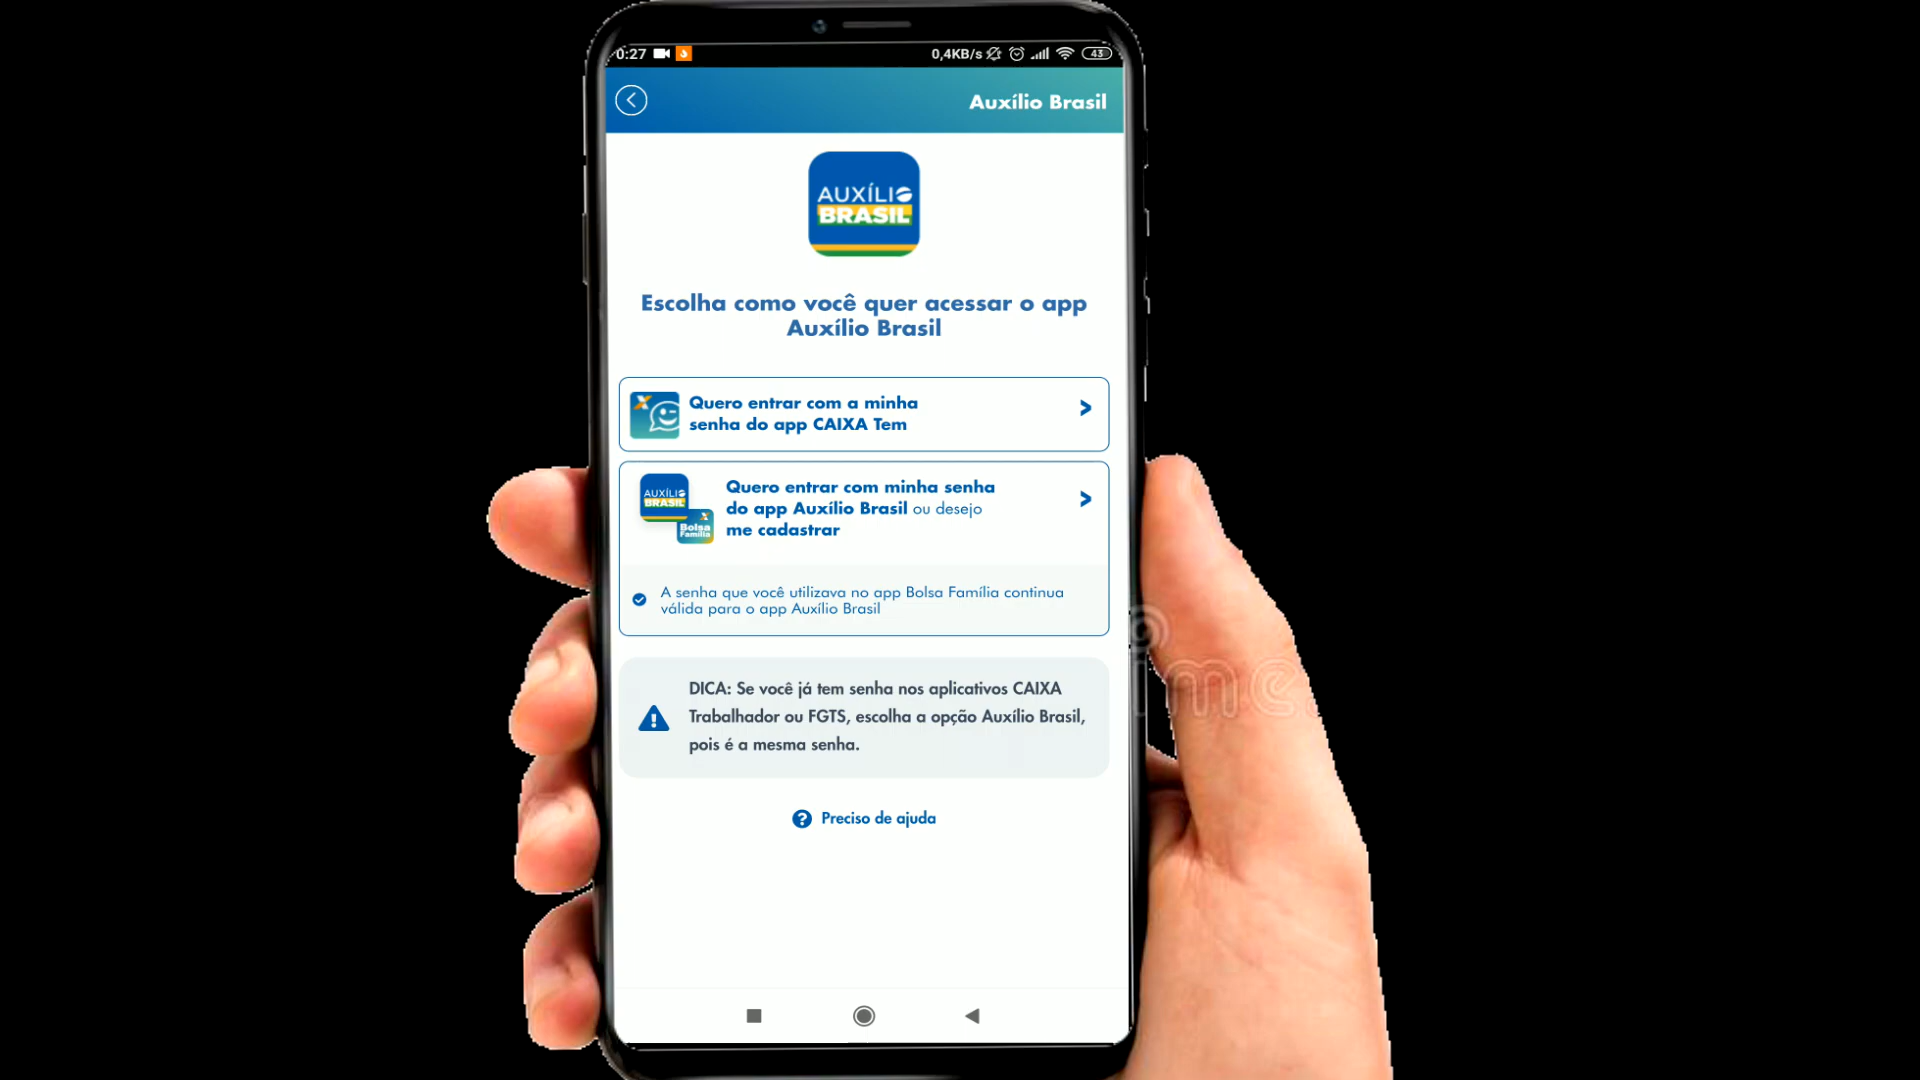 0:27
0,4KB/s
43
Auxílio Brasil
AUXÍLIO
BRASIL
Escolha como você quer acessar o app
Auxílio Brasil
Quero entrar com a minha
senha do app CAIXA Tem
AUXÍLIO
BRASIL
Bolsa
Família
Quero entrar com minha senha
do app Auxílio Brasil ou desejo
me cadastrar
A senha que você utilizava no app Bolsa Família continua
válida para o app Auxílio Brasil
DICA: Se você já tem senha nos aplicativos CAIXA
Trabalhador ou FGTS, escolha a opção Auxílio Brasil,
pois é a mesma senha.
Preciso de ajuda